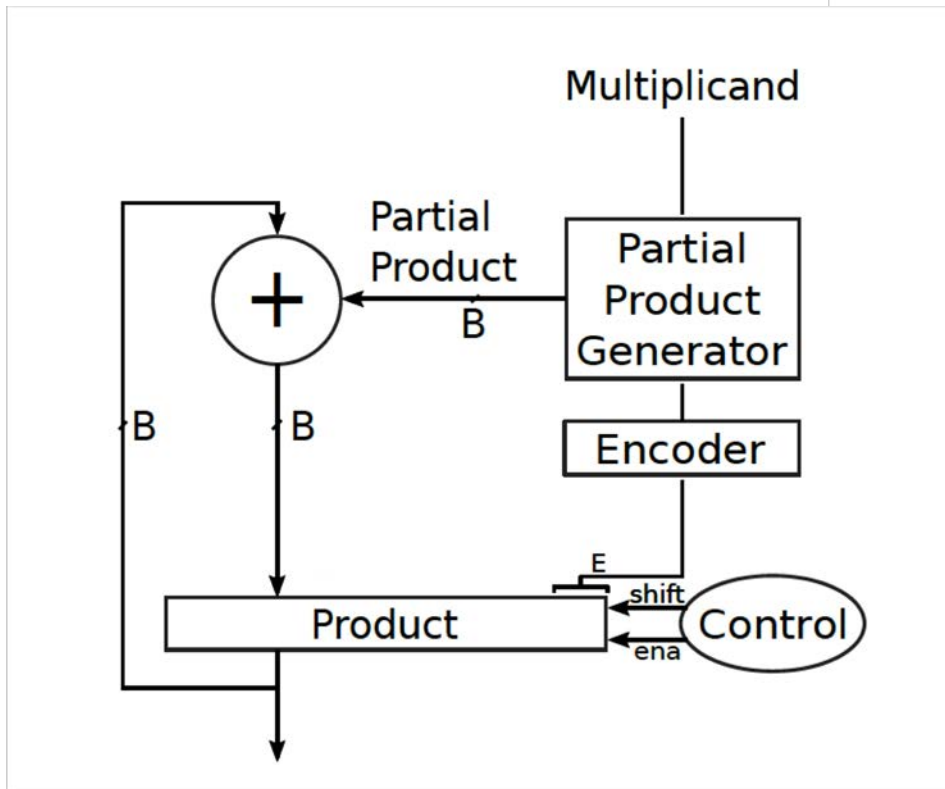 Multiplicand
Partial
Product
B
Partial
Product
Generator
B
B
Encoder
E
shift
Product
Control
ena